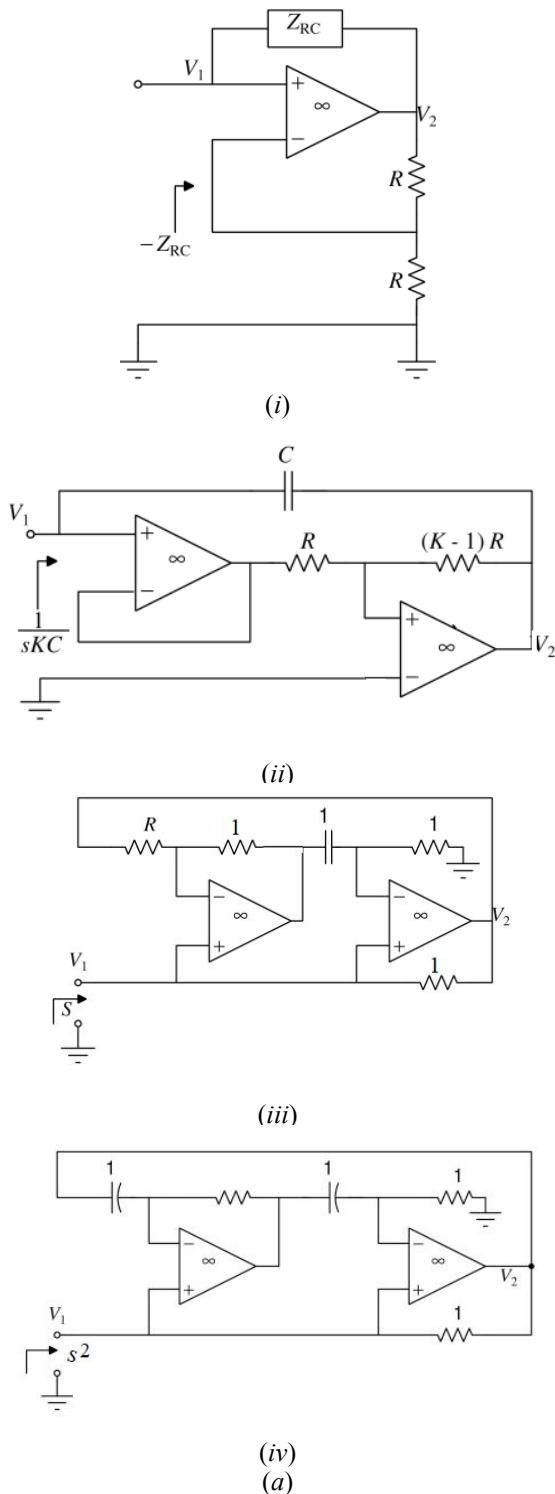 Z_RC
V_1
+
∞
−
V_2
R
−Z_RC
R
(i)
C
V_1
+
∞
−
R
(K - 1) R
1/sKC
+
∞
−
V_2
(ii)
R
1
1
1
−
∞
+
−
∞
+
V_2
V_1
1
S
(iii)
1
1
1
−
∞
+
−
∞
+
V_2
V_1
1
s^2
(iv)
(a)